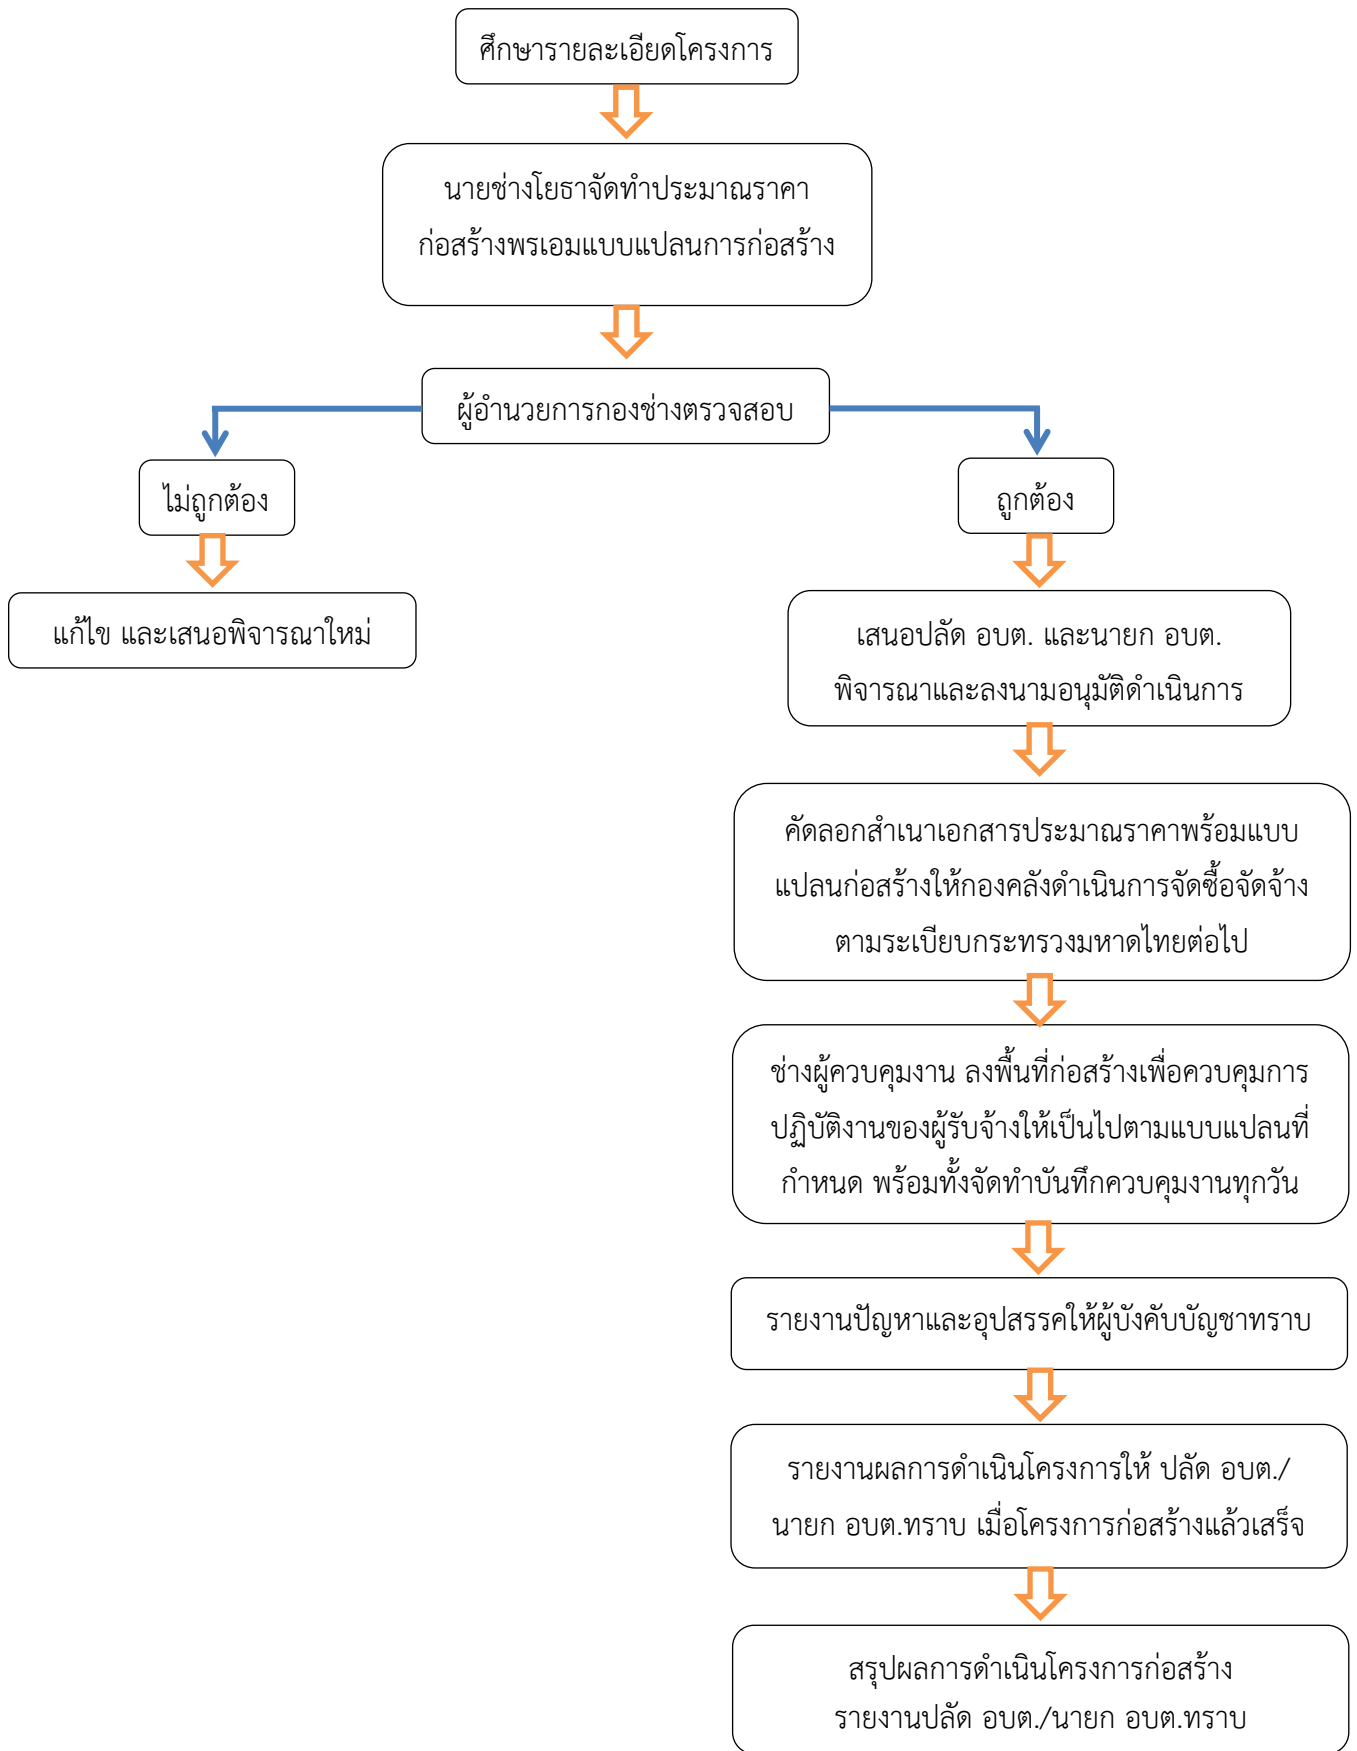 ศึกษารายละเอียดโครงการ
นายช่างโยธาจัดทำประมาณราคา
ก่อสร้างพรเอมแบบแปลนการก่อสร้าง
ผู้อำนวยการกองช่างตรวจสอบ
ไม่ถูกต้อง
ถูกต้อง
แก้ไข และเสนอพิจารณาใหม่
เสนอปลัด อบต. และนายก อบต.
พิจารณาและลงนามอนุมัติดำเนินการ
คัดลอกสำเนาเอกสารประมาณราคาพร้อมแบบ
แปลนก่อสร้างให้กองคลังดำเนินการจัดซื้อจัดจ้าง
ตามระเบียบกระทรวงมหาดไทยต่อไป
ช่างผู้ควบคุมงาน ลงพื้นที่ก่อสร้างเพื่อควบคุมการ
ปฏิบัติงานของผู้รับจ้างให้เป็นไปตามแบบแปลนที่
กำหนด พร้อมทั้งจัดทำบันทึกควบคุมงานทุกวัน
รายงานปัญหาและอุปสรรคให้ผู้บังคับบัญชาทราบ
รายงานผลการดำเนินโครงการให้ ปลัด อบต./
นายก อบต.ทราบ เมื่อโครงการก่อสร้างแล้วเสร็จ
สรุปผลการดำเนินโครงการก่อสร้าง
รายงานปลัด อบต./นายก อบต.ทราบ